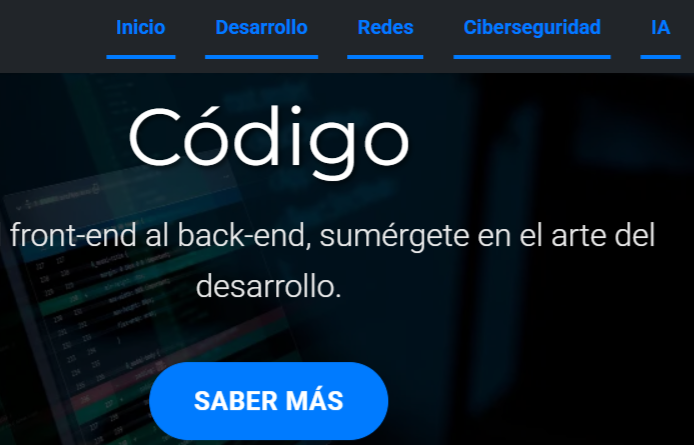 Inicio Desarrollo Redes Ciberseguridad IA
Código
front-end al back-end, sumérgete en el arte del
desarrollo.
SABER MÁS